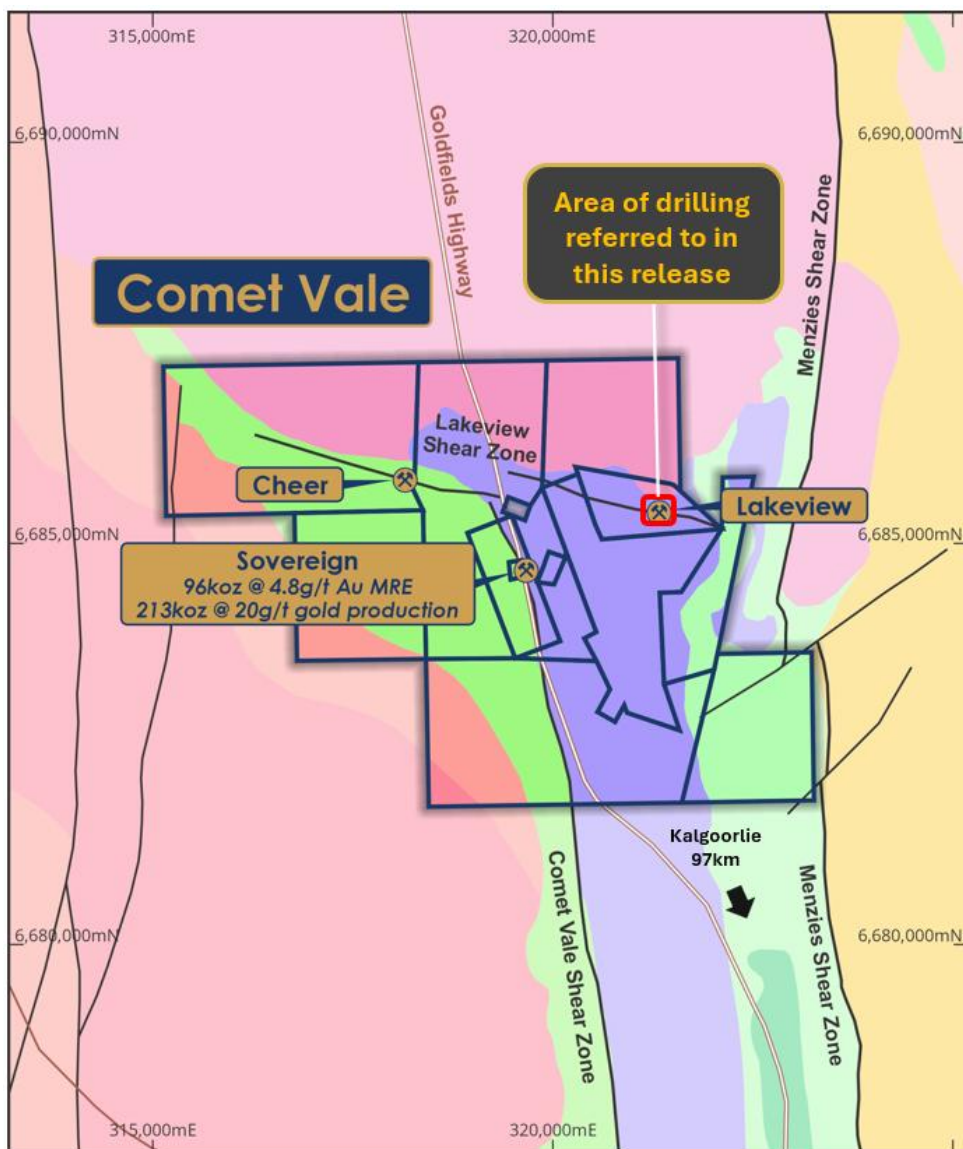 315,000mE
320,000mE
6,690,000mN
6,690,000mN
Goldfields Highway
Menzies Shear Zone
Area of drilling
referred to in
this release
Comet Vale
Lakeview
Shear Zone
Cheer
Lakeview
6,685,000mN
6,685,000mN
Sovereign
96koz @ 4.8g/t Au MRE
213koz @ 20g/t gold production
Kalgoorlie
97km
Comet Vale Shear Zone
Menzies Shear Zone
6,680,000mN
6,680,000mN
315,000mE
320,000mE